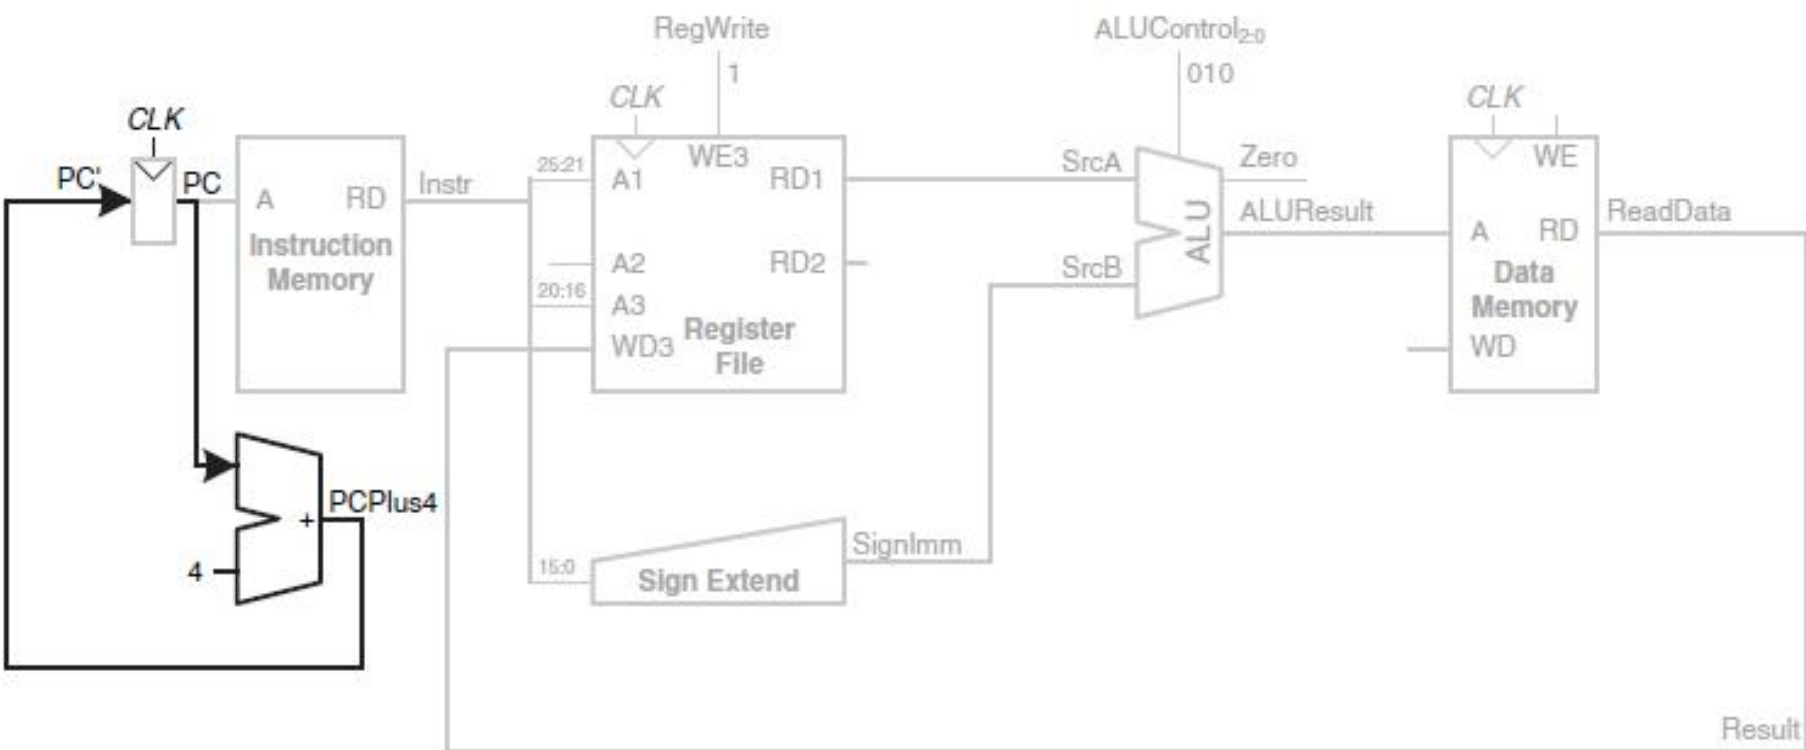 RegWrite
ALUControl2:0
1
010
CLK
CLK
CLK
PC'
PC
A
RD
Instruction
Memory
Instr
25:21
20:16
15:0
WE3
A1
RD1
A2
RD2
A3
WD3
Register
File
SrcA
SrcB
ALU
Zero
ALUResult
WE
A
RD
Data
Memory
WD
ReadData
PCPlus4
+
4
SignImm
Sign Extend
Result